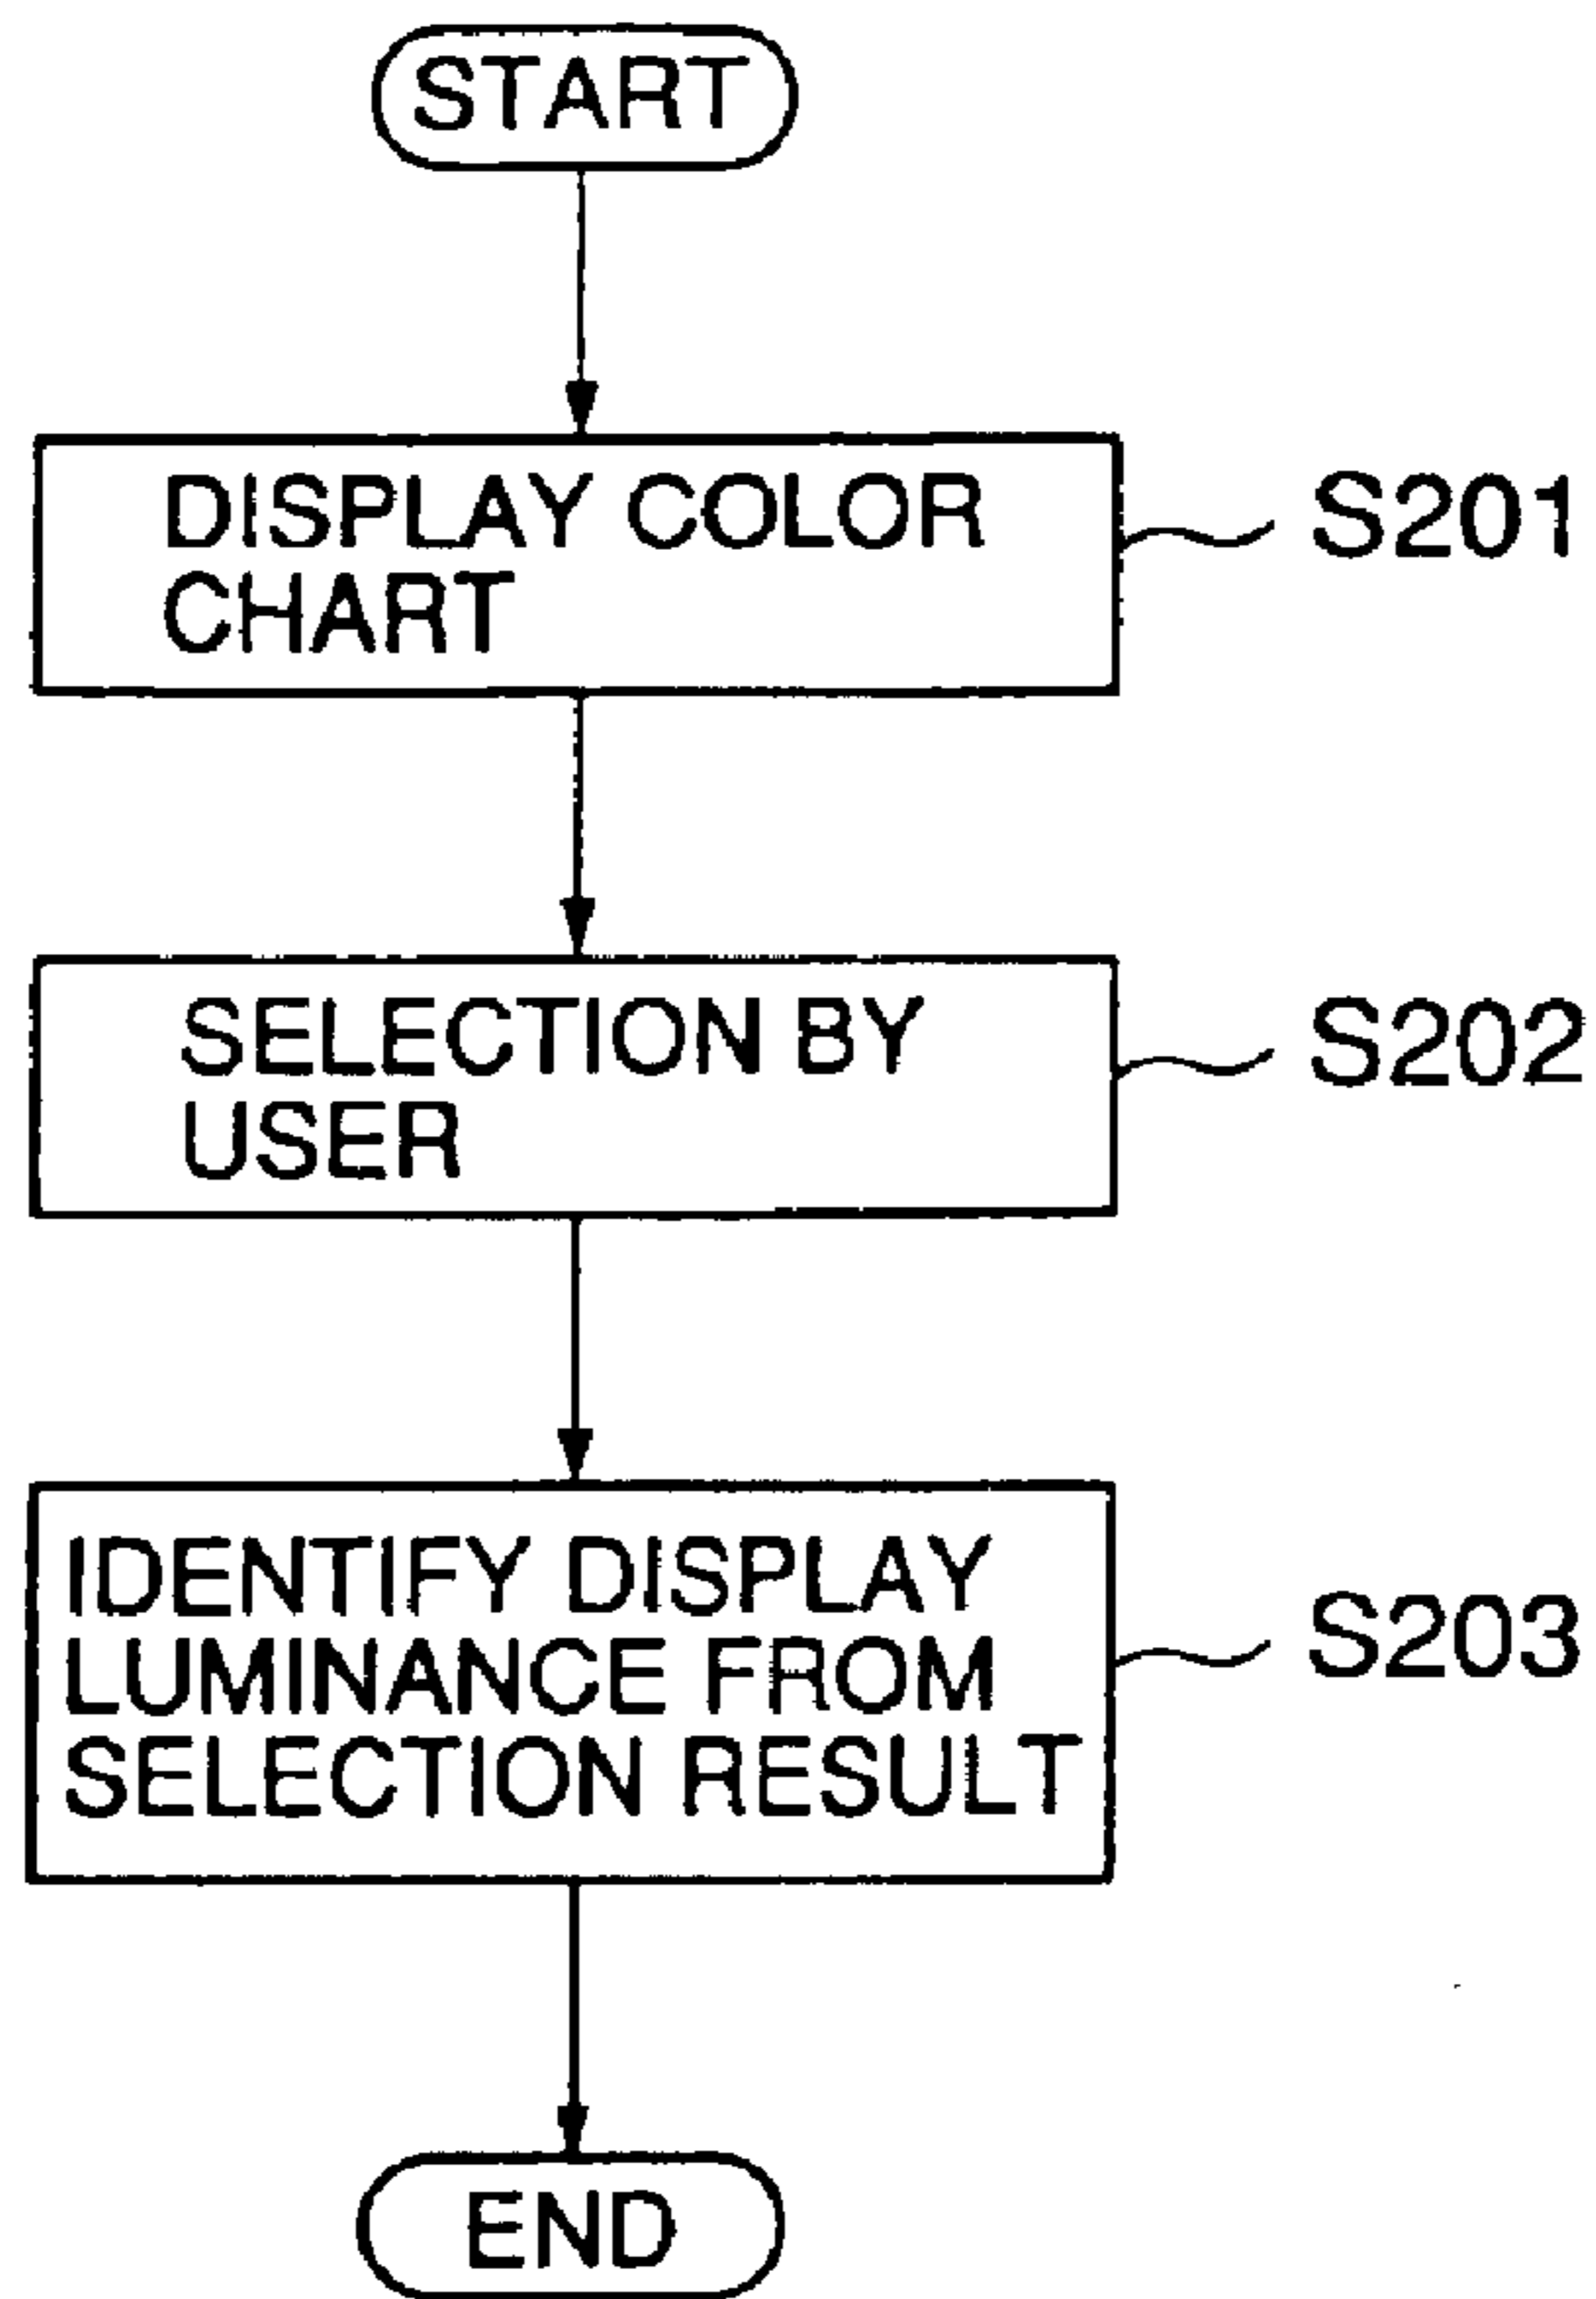 START
DISPLAY COLOR
CHART
S201
SELECTION BY
USER
S202
IDENTIFY DISPLAY
LUMINANCE FROM
SELECTION RESULT
S203
END